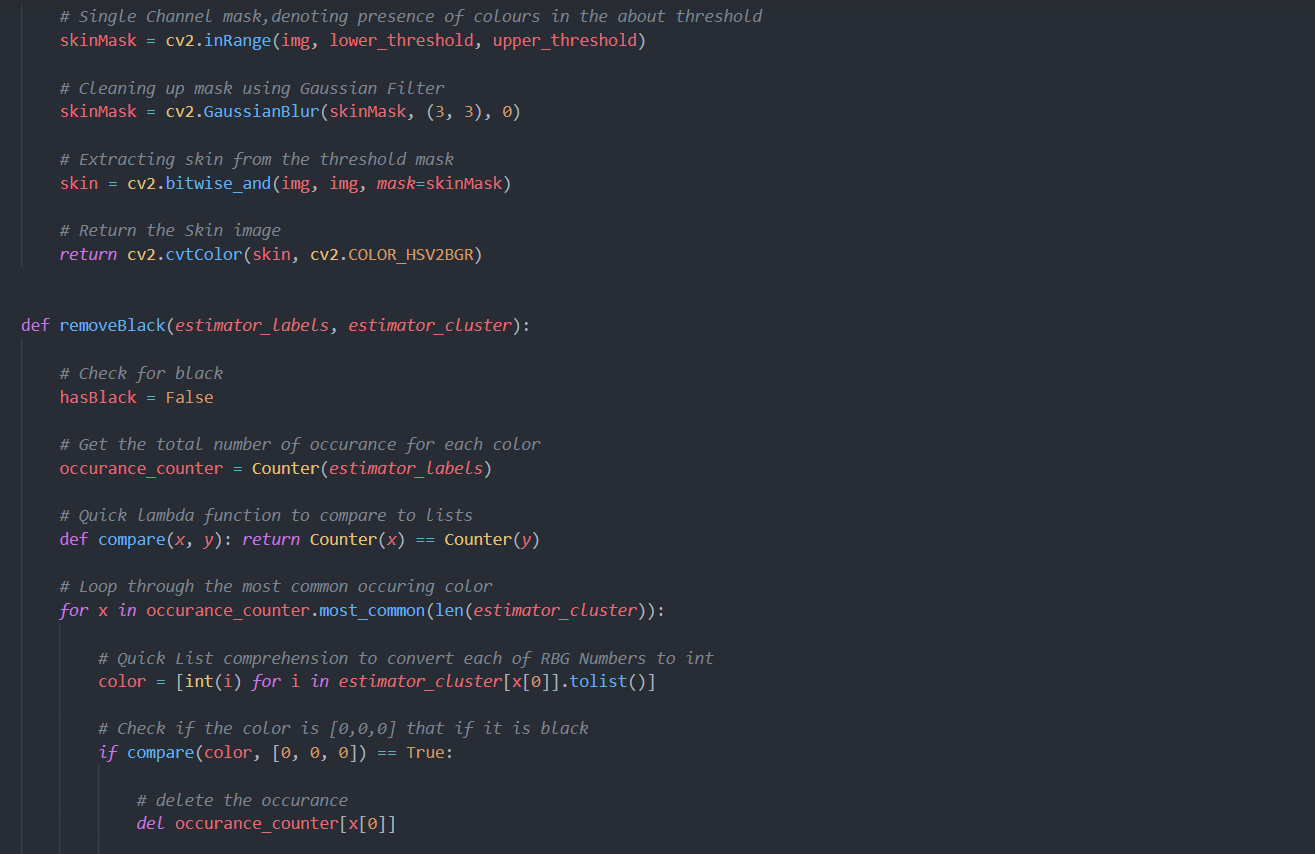 # Single Channel mask,denoting presence of colours in the about threshold
skinMask = cv2.inRange(img, lower_threshold, upper_threshold)
# Cleaning up mask using Gaussian Filter
skinMask = cv2.GaussianBlur(skinMask, (3, 3), 0)
# Extracting skin from the threshold mask
skin = cv2.bitwise_and(img, img, mask=skinMask)
# Return the Skin image
return cv2.cvtColor(skin, cv2.COLOR_HSV2BGR)
def removeBlack(estimator_labels, estimator_cluster):
# Check for black
hasBlack = False
# Get the total number of occurance for each color
occurance_counter = Counter(estimator_labels)
# Quick lambda function to compare to lists
def compare(x, y): return Counter(x) == Counter(y)
# Loop through the most common occuring color
for x in occurance_counter.most_common(len(estimator_cluster)):
# Quick List comprehension to convert each of RBG Numbers to int
color = [int(i) for i in estimator_cluster[x[0]].tolist()]
# Check if the color is [0,0,0] that if it is black
if compare(color, [0, 0, 0]) == True:
# delete the occurance
del occurance_counter[x[0]]